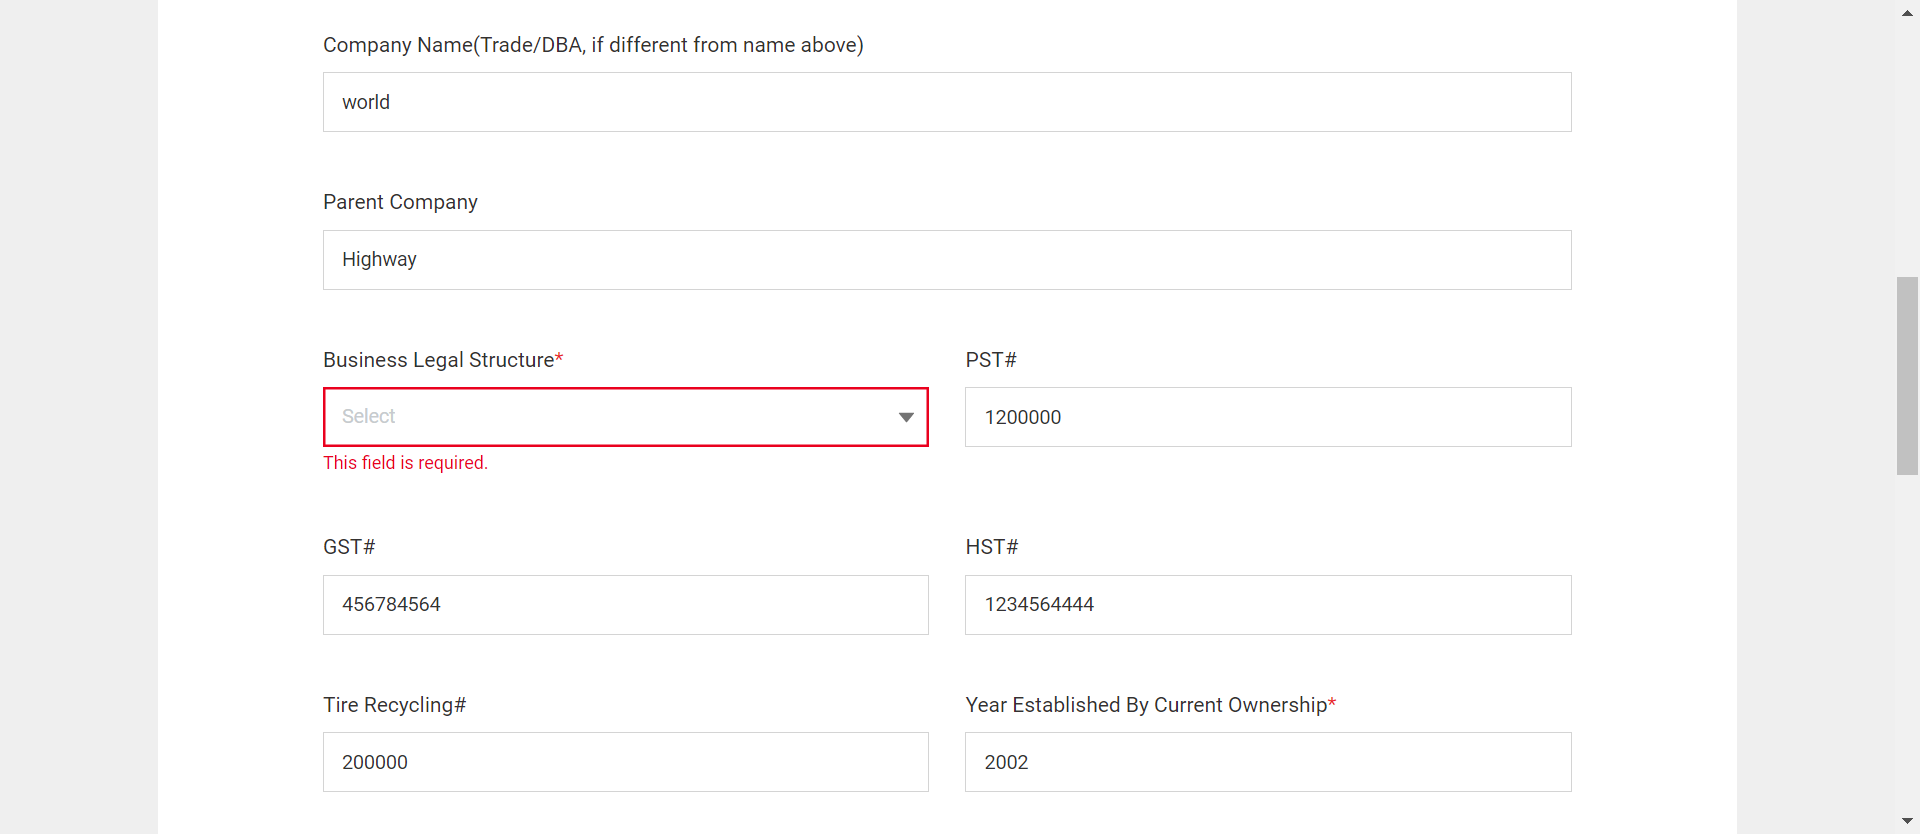 Company Name(Trade/DBA, if different from name above)
world
Parent Company
Highway
Business Legal Structure*
Select
This field is required.
PST#
1200000
GST#
456784564
HST#
1234564444
Tire Recycling#
200000
Year Established By Current Ownership*
2002